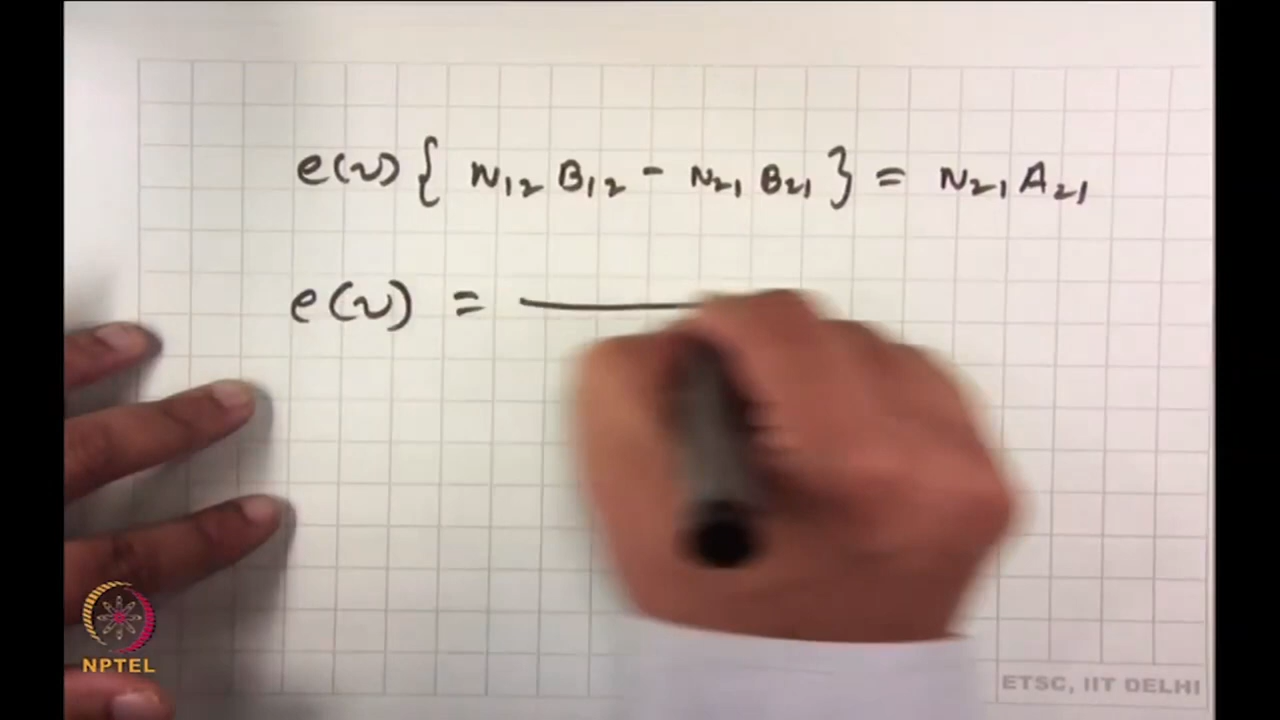 e(ν) { N₁₂ B₁₂ - N₂₁ B₂₁ } = N₂₁ A₂₁
e(ν) =
NPTEL
ETSC, IIT DELHI